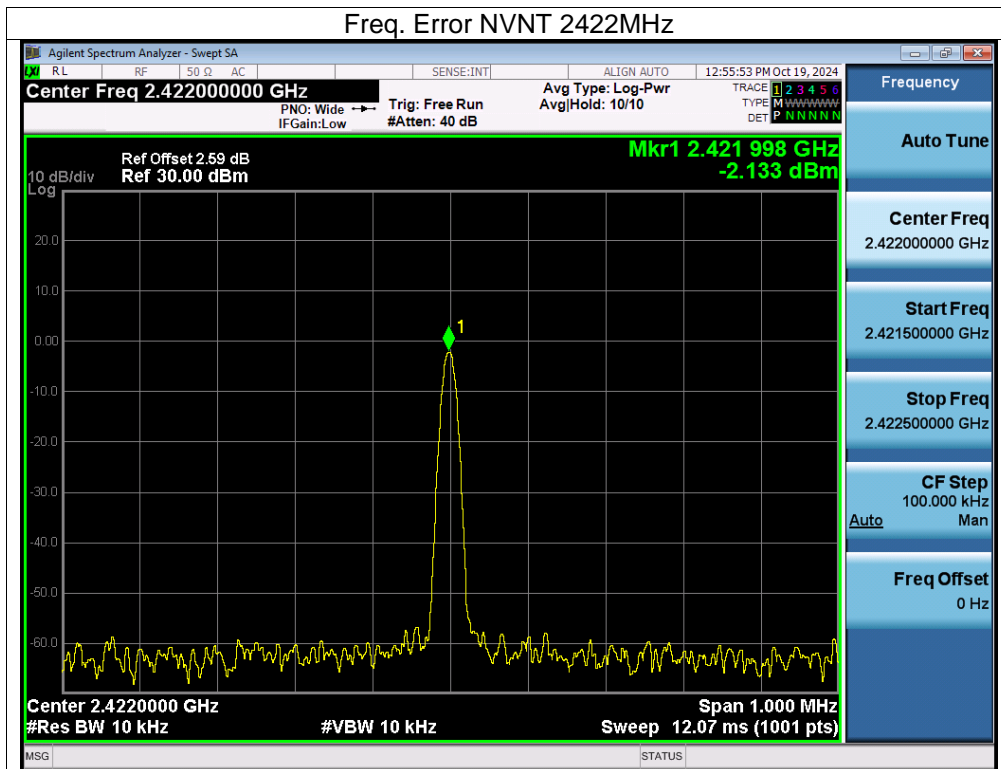 Freq. Error NVNT 2422MHz
Agilent Spectrum Analyzer - Swept SA
LXI RL RF 50 Ω AC SENSE:INT ALIGN AUTO 12:55:53 PM Oct 19, 2024
Center Freq 2.422000000 GHz
PNO: Wide
IFGain:Low
Trig: Free Run
#Atten: 40 dB
Avg Type: Log-Pwr
Avg|Hold: 10/10
TRACE 1 2 3 4 5 6
TYPE M WWWWW
DET P N N N N N
Mkr1 2.421 998 GHz
-2.133 dBm
Ref Offset 2.59 dB
10 dB/div Ref 30.00 dBm
Log
20.0
10.0
0.00
-10.0
-20.0
-30.0
-40.0
-50.0
-60.0
1
Center 2.4220000 GHz Span 1.000 MHz
#Res BW 10 kHz #VBW 10 kHz Sweep 12.07 ms (1001 pts)
MSG STATUS
Frequency
Auto Tune
Center Freq
2.422000000 GHz
Start Freq
2.421500000 GHz
Stop Freq
2.422500000 GHz
CF Step
100.000 kHz
Auto Man
Freq Offset
0 Hz